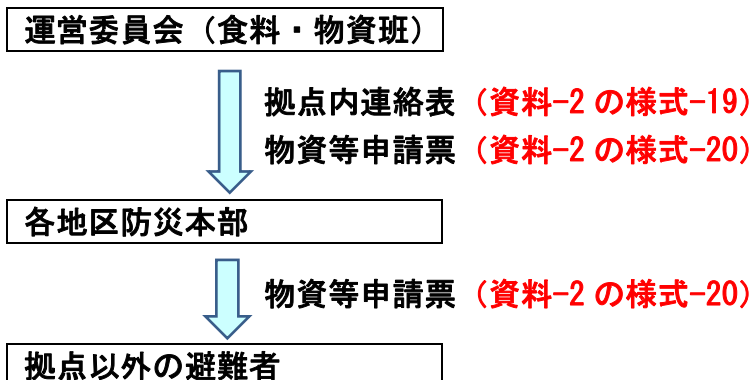 運営委員会（食料・物資班）
拠点内連絡表（資料-2 の様式-19）
物資等申請票（資料-2 の様式-20）
各地区防災本部
物資等申請票（資料-2 の様式-20）
拠点以外の避難者